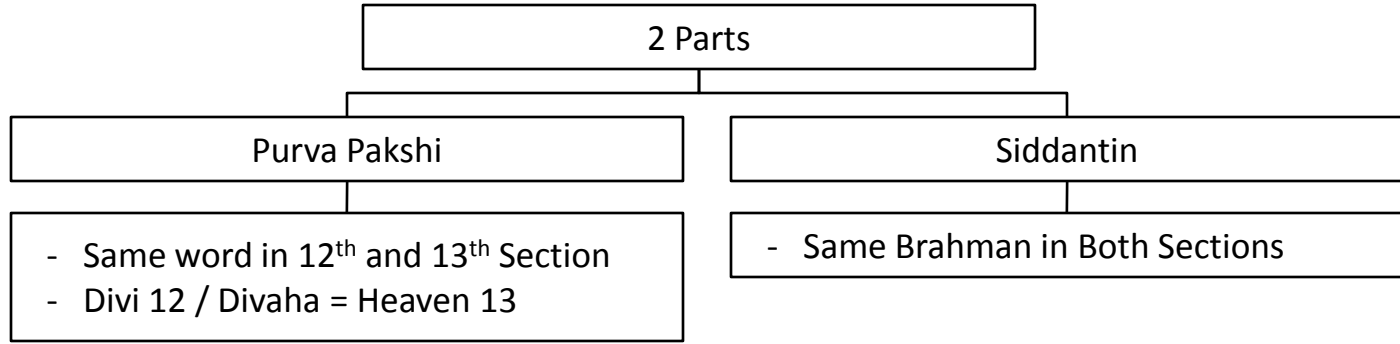 2 Parts
Purva Pakshi
Siddantin
- Same word in 12th and 13th Section
- Divi 12 / Divaha = Heaven 13
- Same Brahman in Both Sections